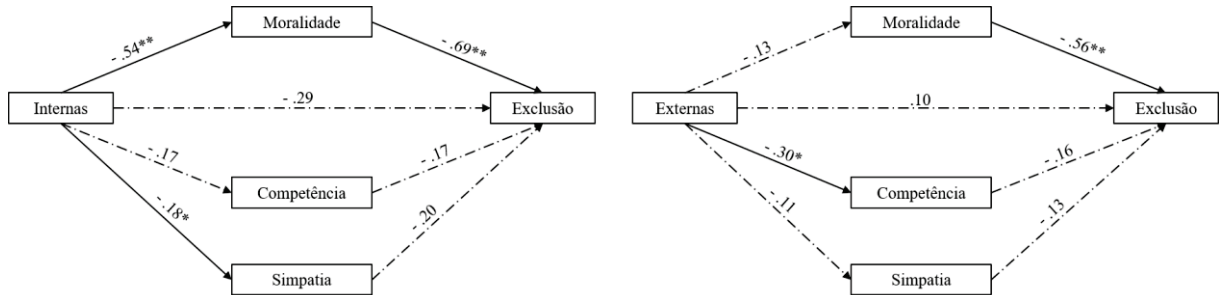 Moralidade
- .54**
- .69**
Internas
- .29
Exclusão
- .17
- .17
Competência
- .18*
- .20
Simpatia
Moralidade
- .13
- .56**
Externas
.10
Exclusão
- .30*
- .16
Competência
- .11
- .13
Simpatia